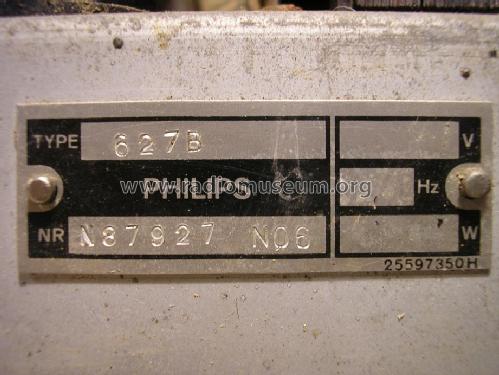 TYPE 627B V
PHILIPS Hz
www.radiomuseum.org
NR N87927 N06 W
25597350H